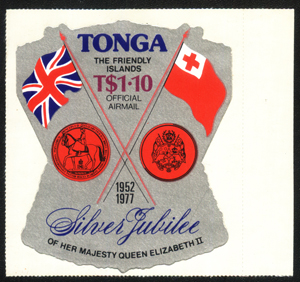 TONGA
THE FRIENDLY
ISLANDS
T$1·10
OFFICIAL
AIRMAIL
1952
1977
Silver Jubilee
OF HER MAJESTY QUEEN ELIZABETH II